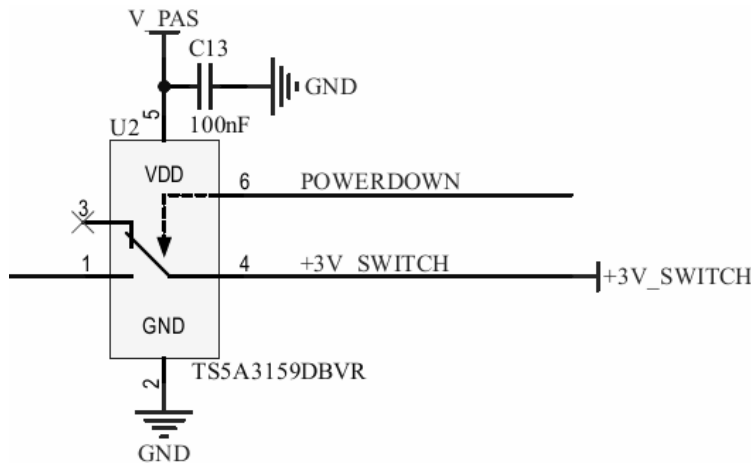 V_PAS
C13
GND
100nF
5
U2
VDD
6
POWERDOWN
3
1
4
+3V_SWITCH
+3V_SWITCH
GND
2
TS5A3159DBVR
GND